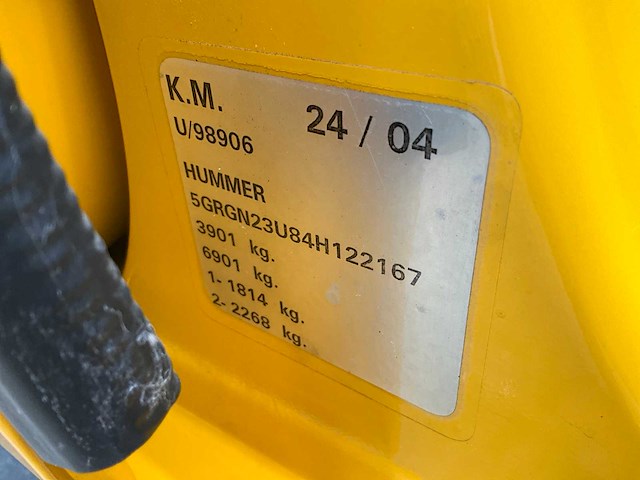 K.M. 24 / 04
U/98906
HUMMER
5GRGN23U84H122167
3901 kg.
6901 kg.
1- 1814 kg.
2- 2268 kg.